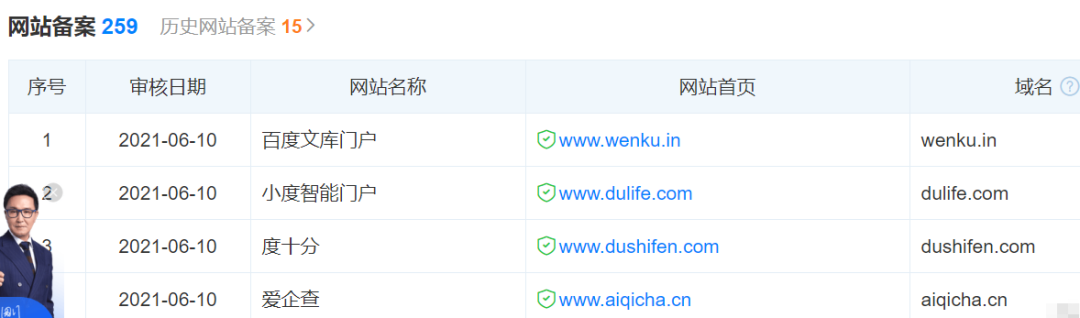 网站备案 259 历史网站备案 15
序号 审核日期 网站名称 网站首页 域名 ?
1 2021-06-10 百度文库门户 www.wenku.in wenku.in
2 2021-06-10 小度智能门户 www.dulife.com dulife.com
3 2021-06-10 度十分 www.dushifen.com dushifen.com
2021-06-10 爱企查 www.aiqicha.cn aiqicha.cn